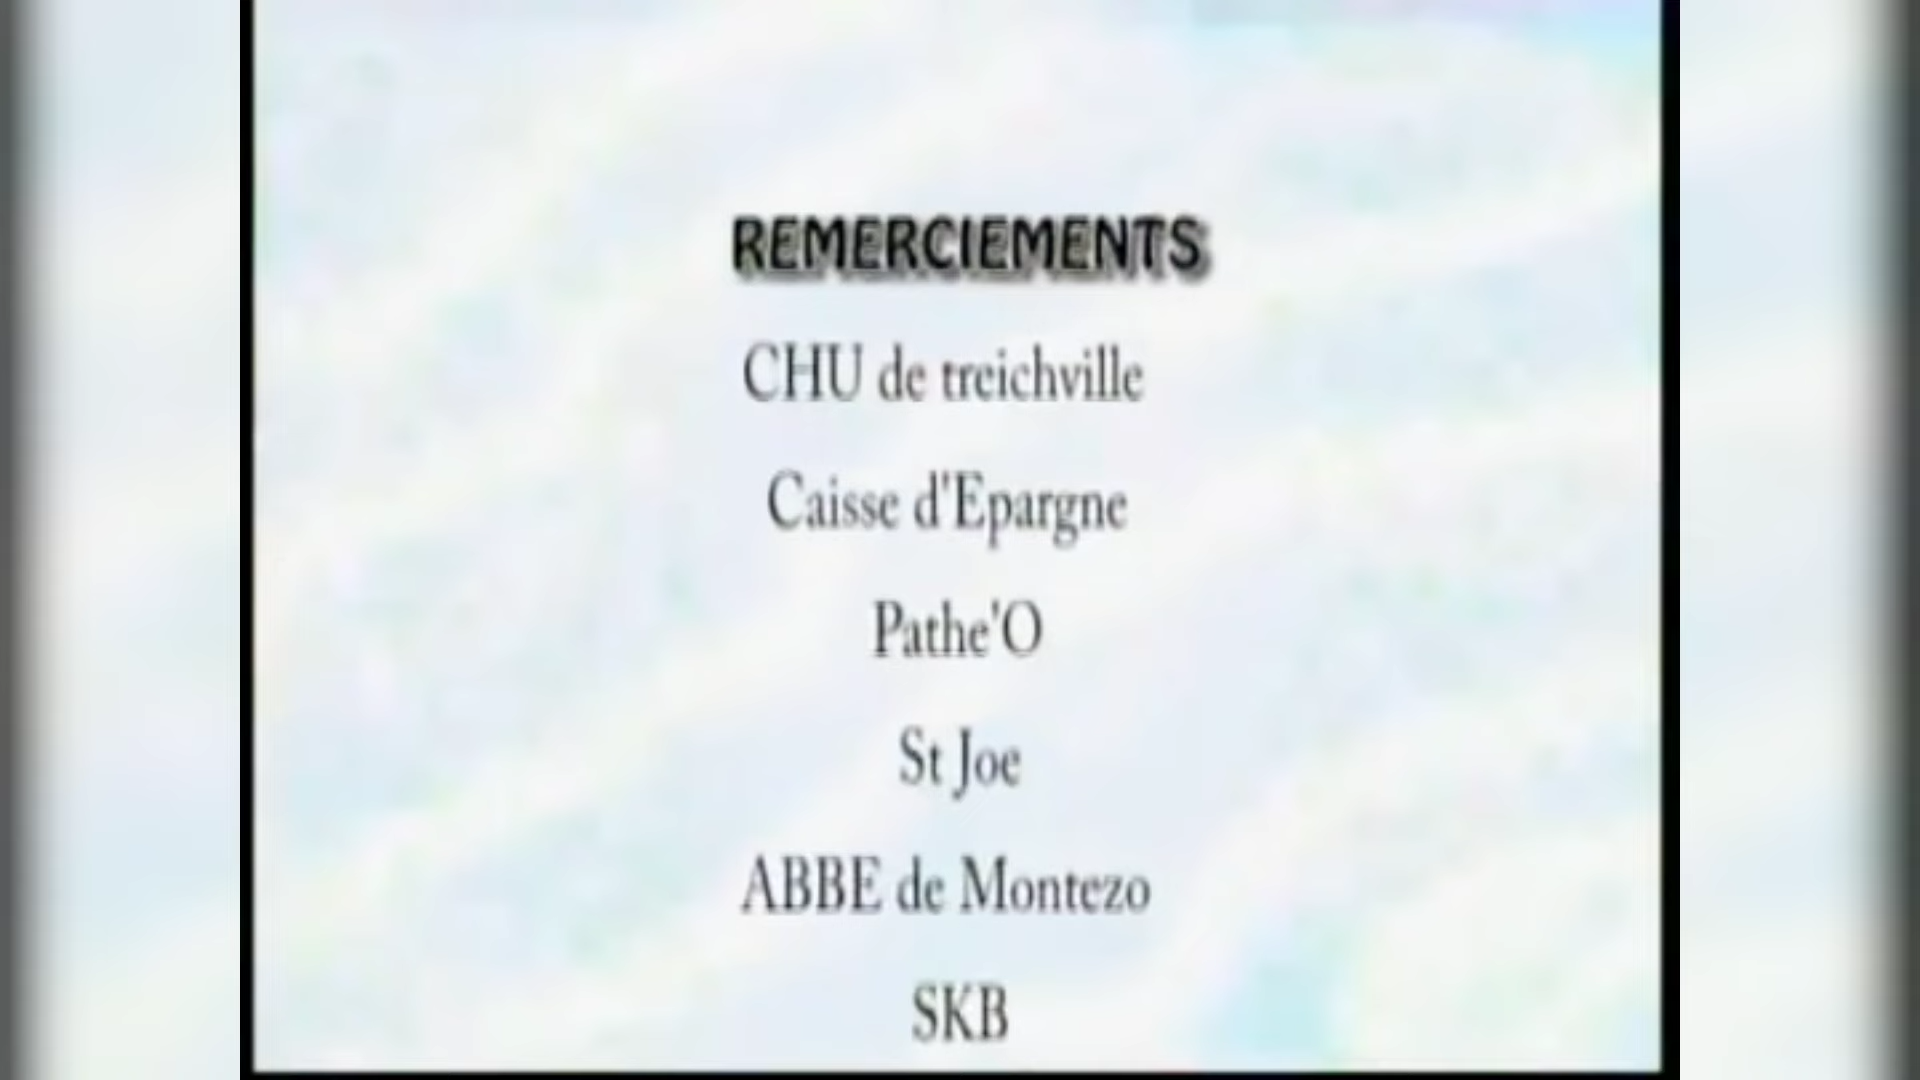 REMERCIEMENTS
CHU de treichville
Caisse d'Epargne
Pathe'O
St Joe
ABBE de Montezo
SKB